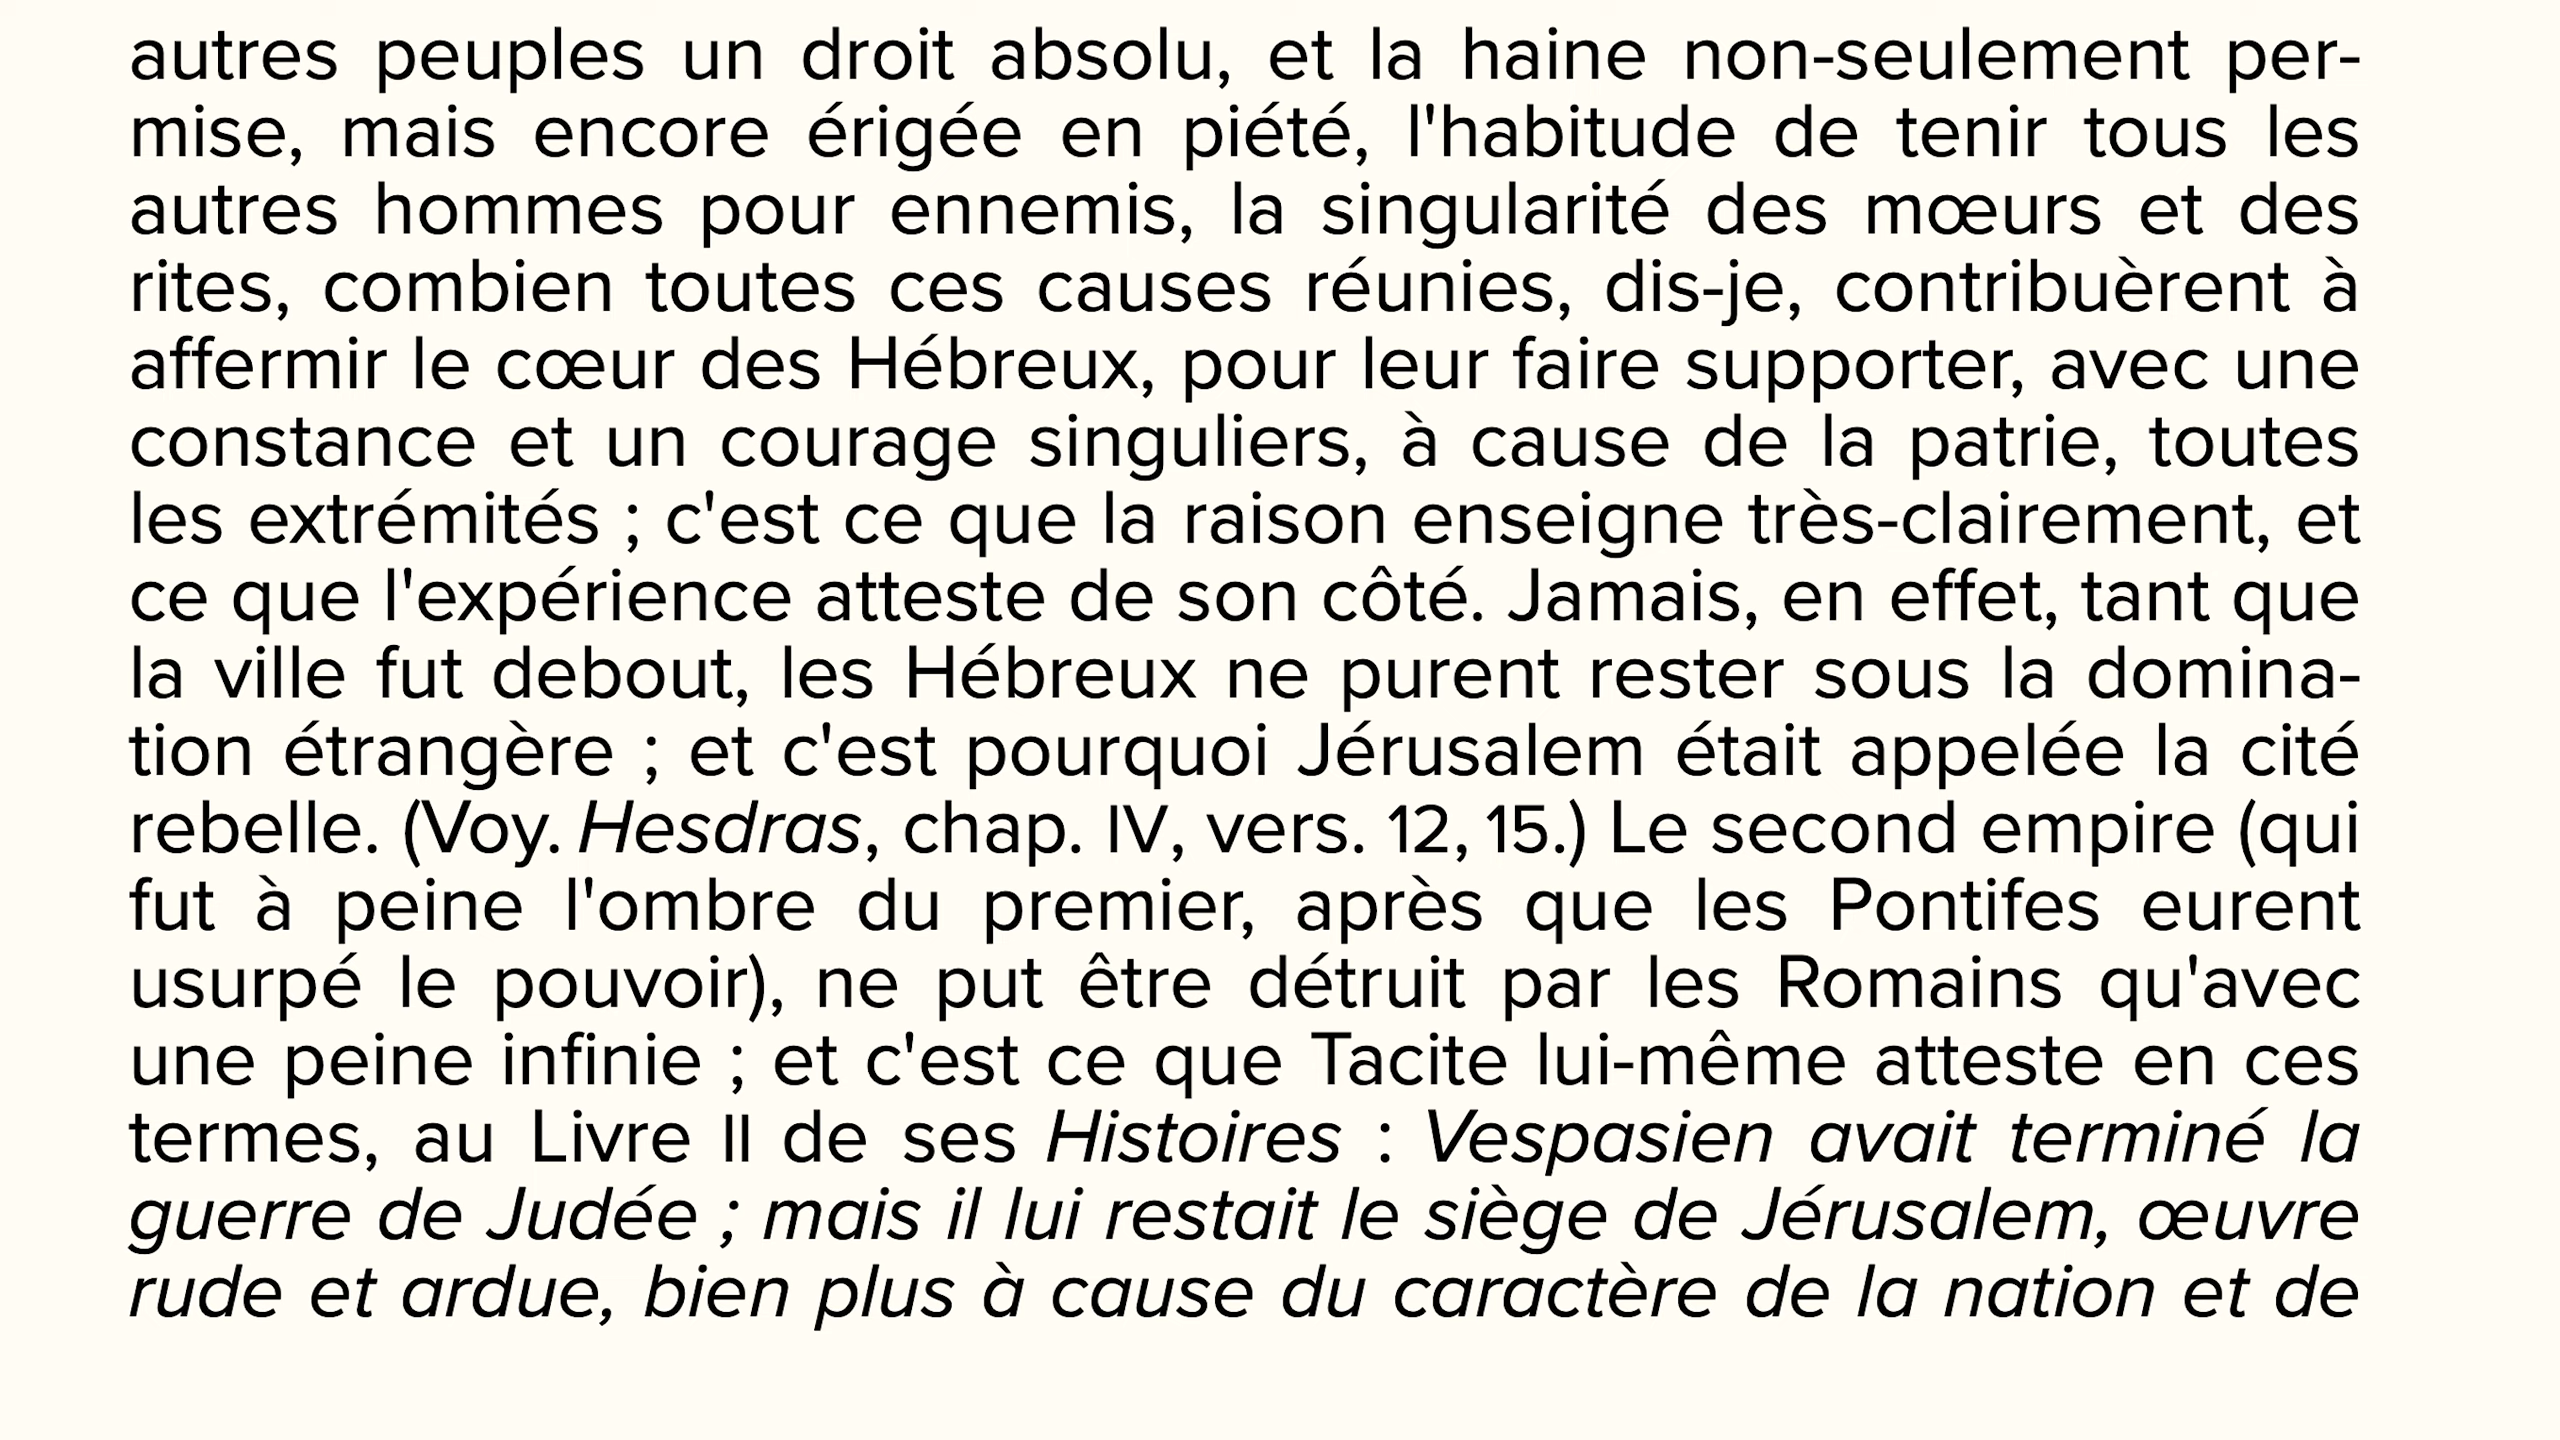 autres peuples un droit absolu, et la haine non-seulement per-
mise, mais encore érigée en piété, l'habitude de tenir tous les
autres hommes pour ennemis, la singularité des mœurs et des
rites, combien toutes ces causes réunies, dis-je, contribuèrent à
affermir le cœur des Hébreux, pour leur faire supporter, avec une
constance et un courage singuliers, à cause de la patrie, toutes
les extrémités ; c'est ce que la raison enseigne très-clairement, et
ce que l'expérience atteste de son côté. Jamais, en effet, tant que
la ville fut debout, les Hébreux ne purent rester sous la domina-
tion étrangère ; et c'est pourquoi Jérusalem était appelée la cité
rebelle. (Voy. Hesdras, chap. IV, vers. 12, 15.) Le second empire (qui
fut à peine l'ombre du premier, après que les Pontifes eurent
usurpé le pouvoir), ne put être détruit par les Romains qu'avec
une peine infinie ; et c'est ce que Tacite lui-même atteste en ces
termes, au Livre II de ses Histoires : Vespasien avait terminé la
guerre de Judée ; mais il lui restait le siège de Jérusalem, œuvre
rude et ardue, bien plus à cause du caractère de la nation et de